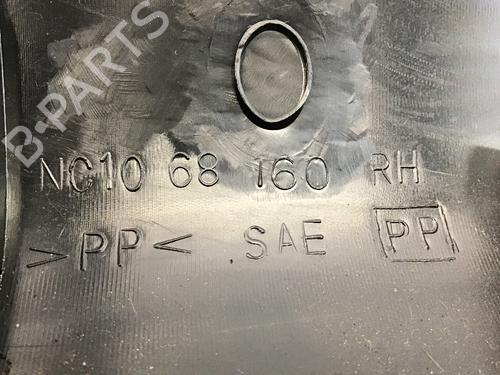 B-PARTS
NC10 68 160 RH
>PP< SAE PP